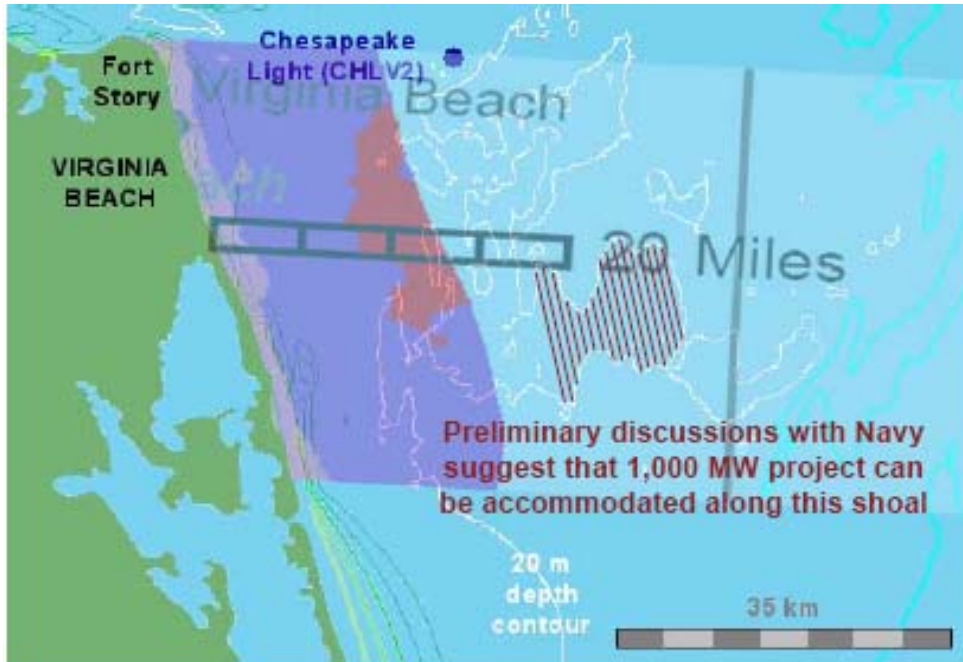 Chesapeake
Light (CHLV2)
Fort
Story
Virginia Beach
VIRGINIA
BEACH
ach
20 Miles
Preliminary discussions with Navy
suggest that 1,000 MW project can
be accommodated along this shoal
20 m
depth
contour
35 km